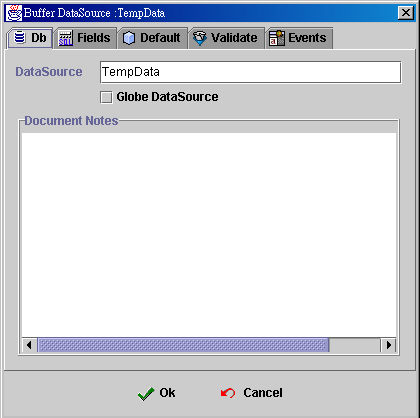 Buffer DataSource :TempData
Db Fields Default Validate Events
DataSource TempData
Globe DataSource
Document Notes
Ok Cancel